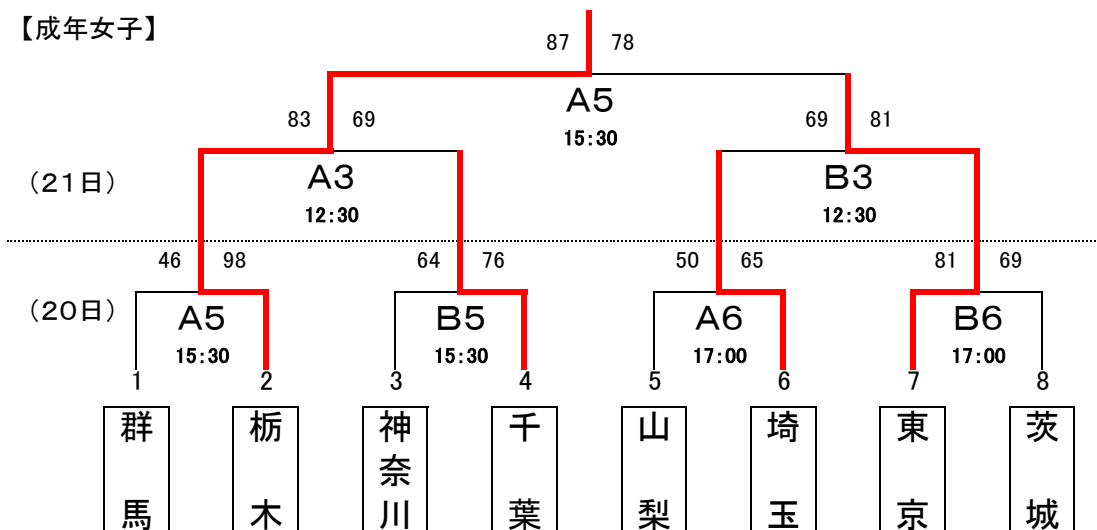 【成年女子】
87 78
A5
15:30
83 69
69 81
(21日)
A3
12:30
B3
12:30
46 98
64 76
50 65
81 69
(20日)
A5
15:30
B5
15:30
A6
17:00
B6
17:00
1 2 3 4 5 6 7 8
群馬
栃木
神奈川
千葉
山梨
埼玉
東京
茨城